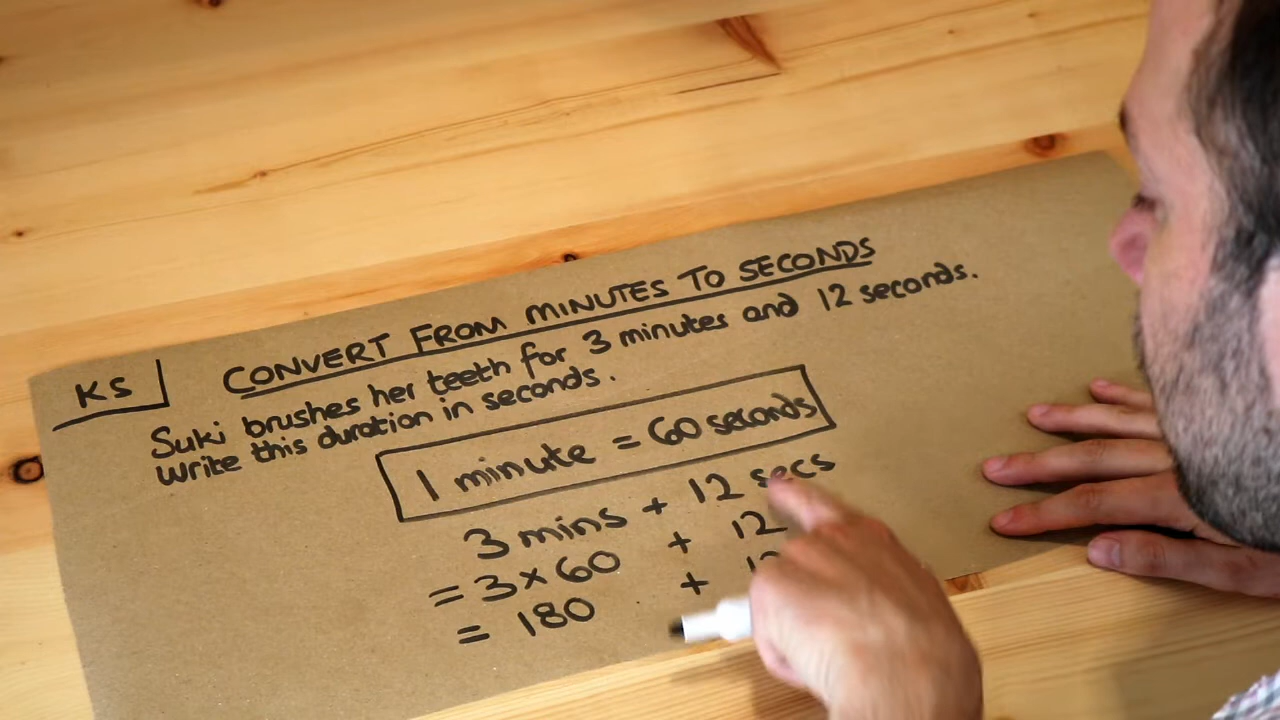 KS
CONVERT FROM MINUTES TO SECONDS
Suki brushes her teeth for 3 minutes and 12 seconds.
Write this duration in seconds.
1 minute = 60 seconds
3 mins + 12 secs
= 3 × 60 + 12
= 180 +